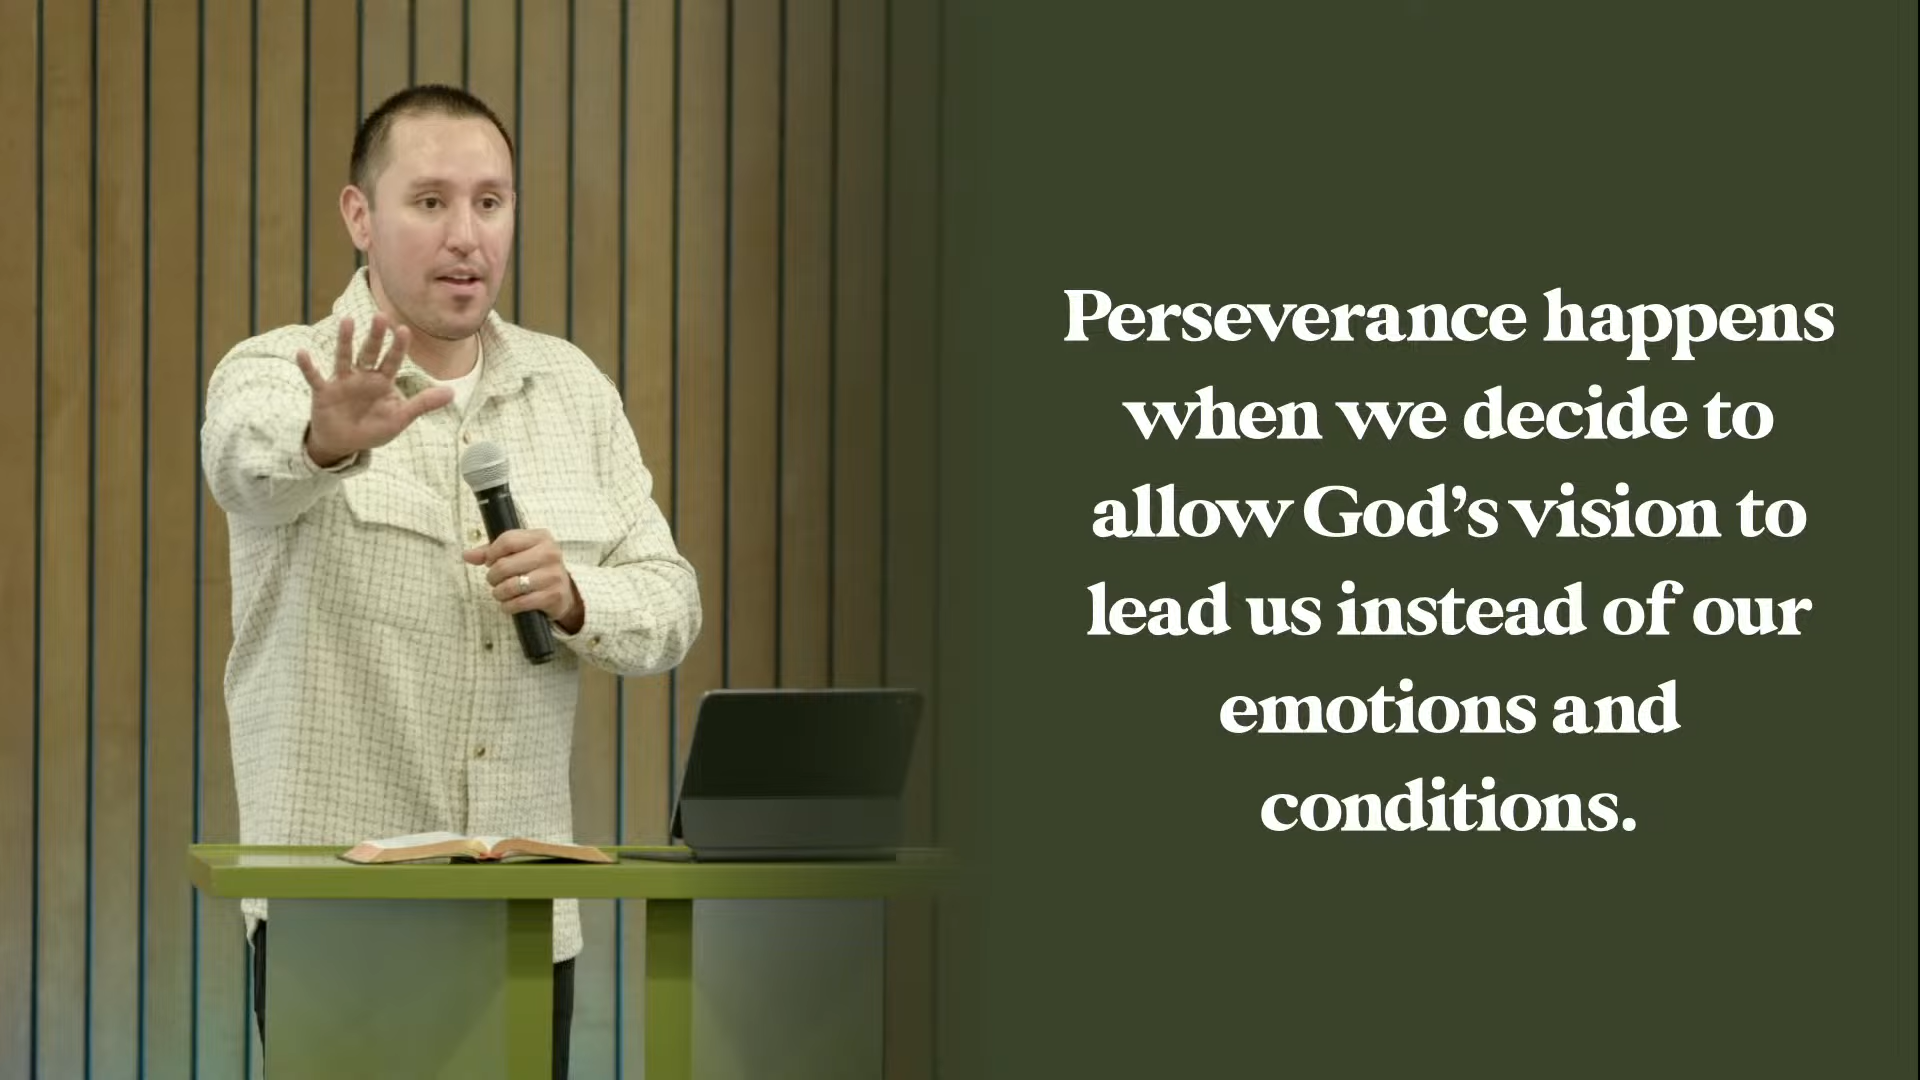 Perseverance happens
when we decide to
allow God’s vision to
lead us instead of our
emotions and
conditions.